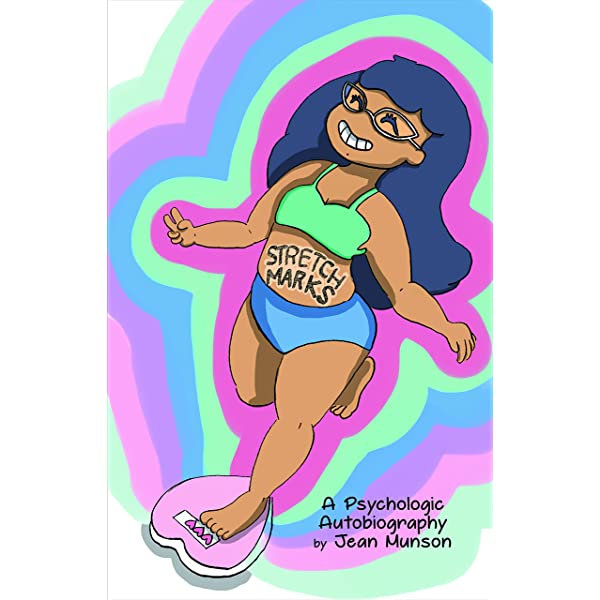 STRETCH
MARKS
A Psychologic
Autobiography
by Jean Munson